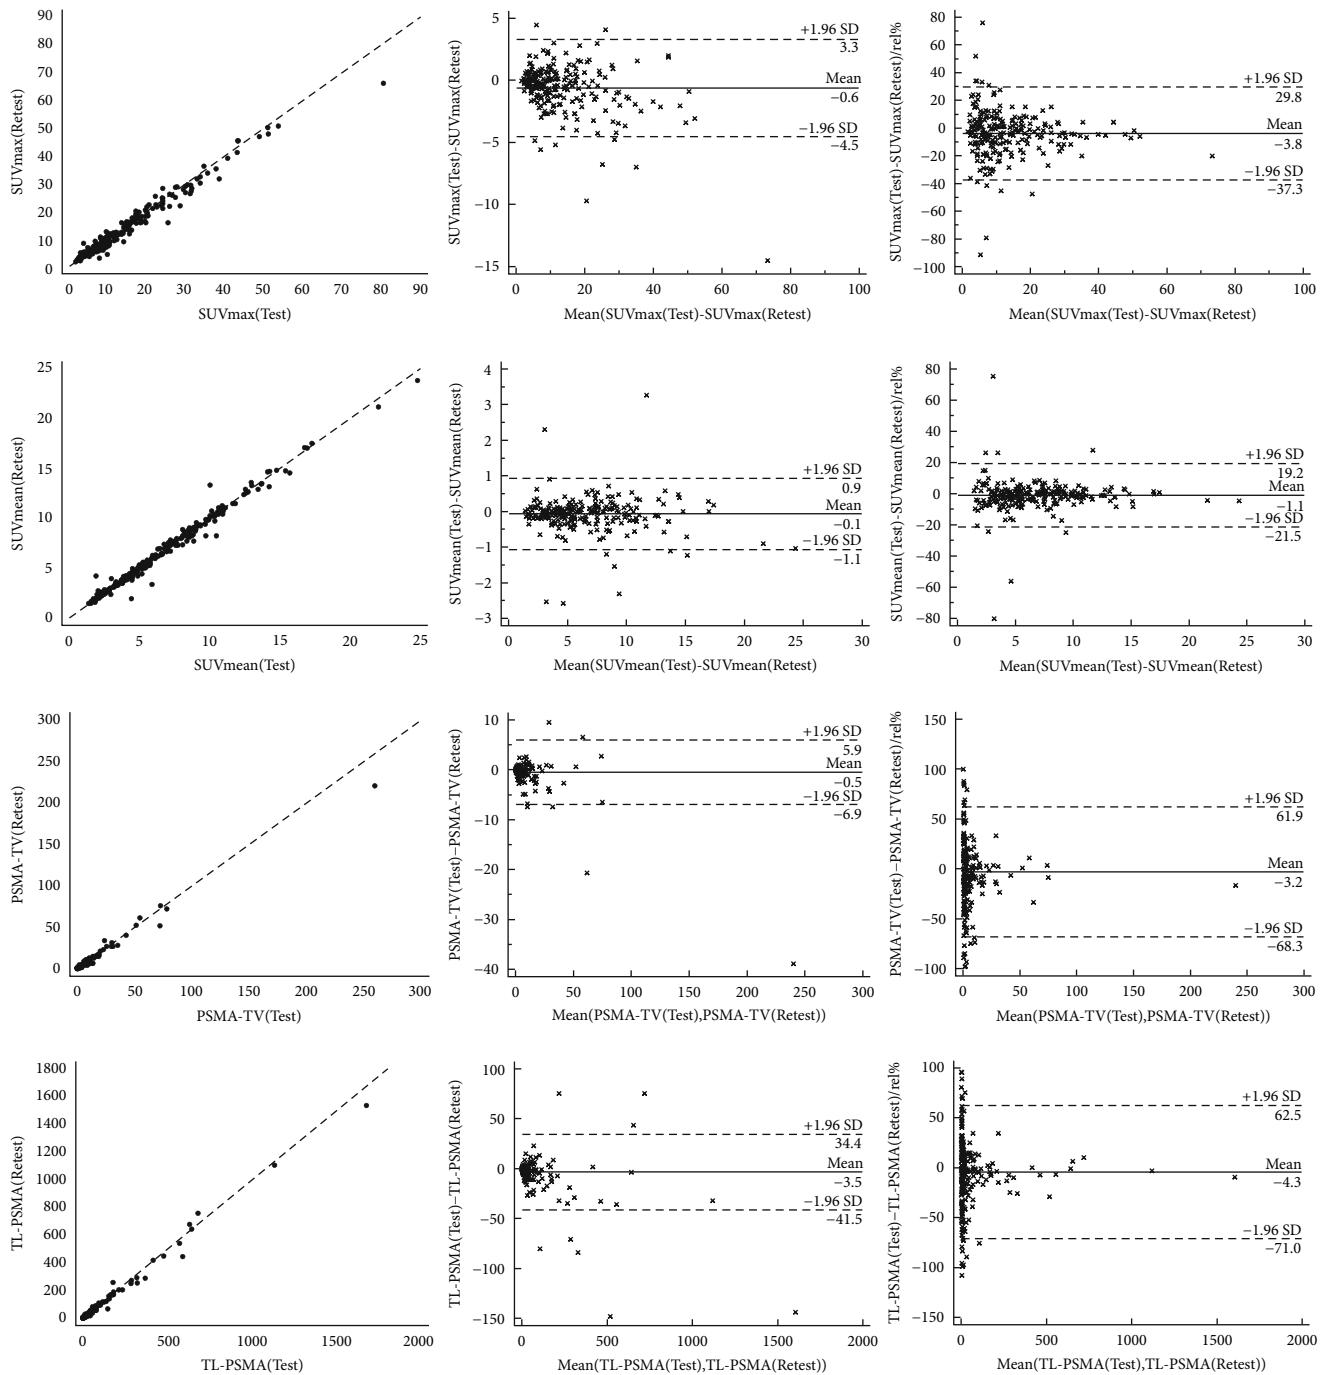 90
80
70
60
50
40
30
20
10
0
SUVmax(Retest)
0 10 20 30 40 50 60 70 80 90
SUVmax(Test)
5
0
−5
−10
−15
SUVmax(Test)-SUVmax(Retest)
+1.96 SD
3.3
Mean
−0.6
−1.96 SD
−4.5
0 20 40 60 80 100
Mean(SUVmax(Test)-SUVmax(Retest)
80
60
40
20
15
0
−20
−40
−60
−80
−100
SUVmax(Test)-SUVmax(Retest)/rel%
+1.96 SD
29.8
Mean
−3.8
−1.96 SD
−37.3
0 20 40 60 80 100
Mean(SUVmax(Test)-SUVmax(Retest)
25
20
15
10
5
0
SUVmean(Retest)
0 5 10 15 20 25
SUVmean(Test)
4
3
2
1
0
−1
−2
−3
SUVmean(Test)-SUVmean(Retest)
+1.96 SD
0.9
Mean
−0.1
−1.96 SD
−1.1
0 5 10 15 20 25 30
Mean(SUVmean(Test)-SUVmean(Retest)
80
60
40
20
0
−20
−40
−60
−80
SUVmean(Test)-SUVmean(Retest)/rel%
+1.96 SD
19.2
Mean
−1.1
−1.96 SD
−21.5
0 5 10 15 20 25 30
Mean(SUVmean(Test)-SUVmean(Retest)
300
250
200
150
100
50
0
PSMA-TV(Retest)
0 50 100 150 200 250 300
PSMA-TV(Test)
10
0
−10
−20
−30
−40
PSMA-TV(Test)−PSMA-TV(Retest)
+1.96 SD
5.9
Mean
−0.5
−1.96 SD
−6.9
0 50 100 150 200 250 300
Mean(PSMA-TV(Test),PSMA-TV(Retest))
150
100
50
0
−50
−100
PSMA-TV(Test)−PSMA-TV(Retest)/rel%
+1.96 SD
61.9
Mean
−3.2
−1.96 SD
−68.3
0 50 100 150 200 250 300
Mean(PSMA-TV(Test),PSMA-TV(Retest))
1800
1600
1400
1200
1000
800
600
400
200
0
TL-PSMA(Retest)
0 500 1000 1500 2000
TL-PSMA(Test)
100
50
0
−50
−100
−150
TL-PSMA(Test)−TL-PSMA(Retest)
+1.96 SD
34.4
Mean
−3.5
−1.96 SD
−41.5
0 500 1000 1500 2000
Mean(TL-PSMA(Test),TL-PSMA(Retest))
100
50
0
−50
−100
−150
TL-PSMA(Test)−TL-PSMA(Retest)/rel%
+1.96 SD
62.5
Mean
−4.3
−1.96 SD
−71.0
0 500 1000 1500 2000
Mean(TL-PSMA(Test),TL-PSMA(Retest))